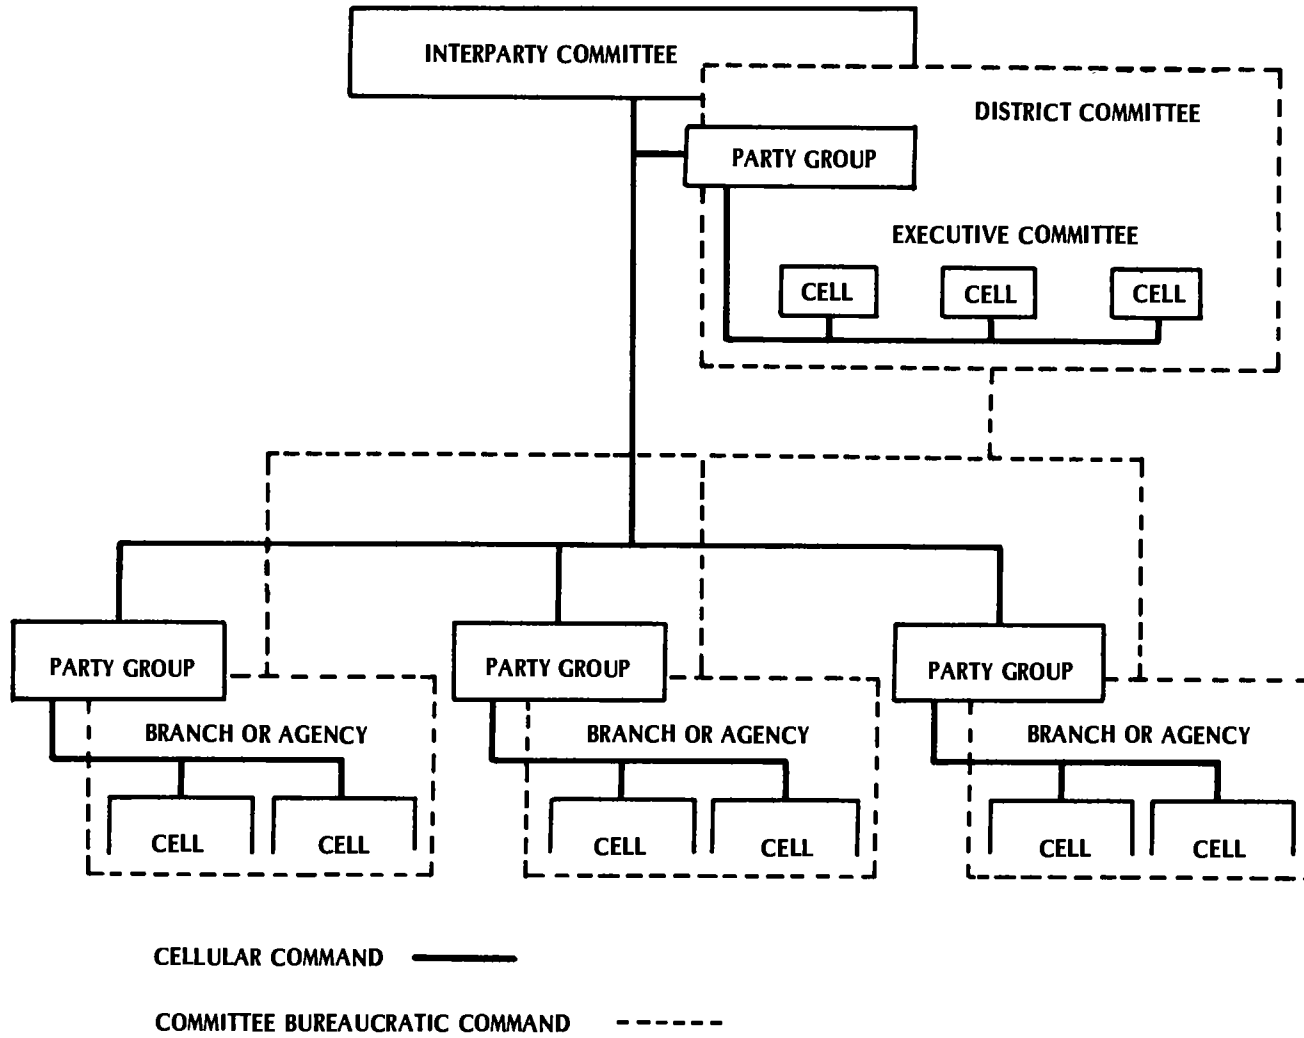 INTERPARTY COMMITTEE
DISTRICT COMMITTEE
PARTY GROUP
EXECUTIVE COMMITTEE
CELL
CELL
CELL
PARTY GROUP
PARTY GROUP
PARTY GROUP
BRANCH OR AGENCY
BRANCH OR AGENCY
BRANCH OR AGENCY
CELL
CELL
CELL
CELL
CELL
CELL
CELLULAR COMMAND
COMMITTEE BUREAUCRATIC COMMAND